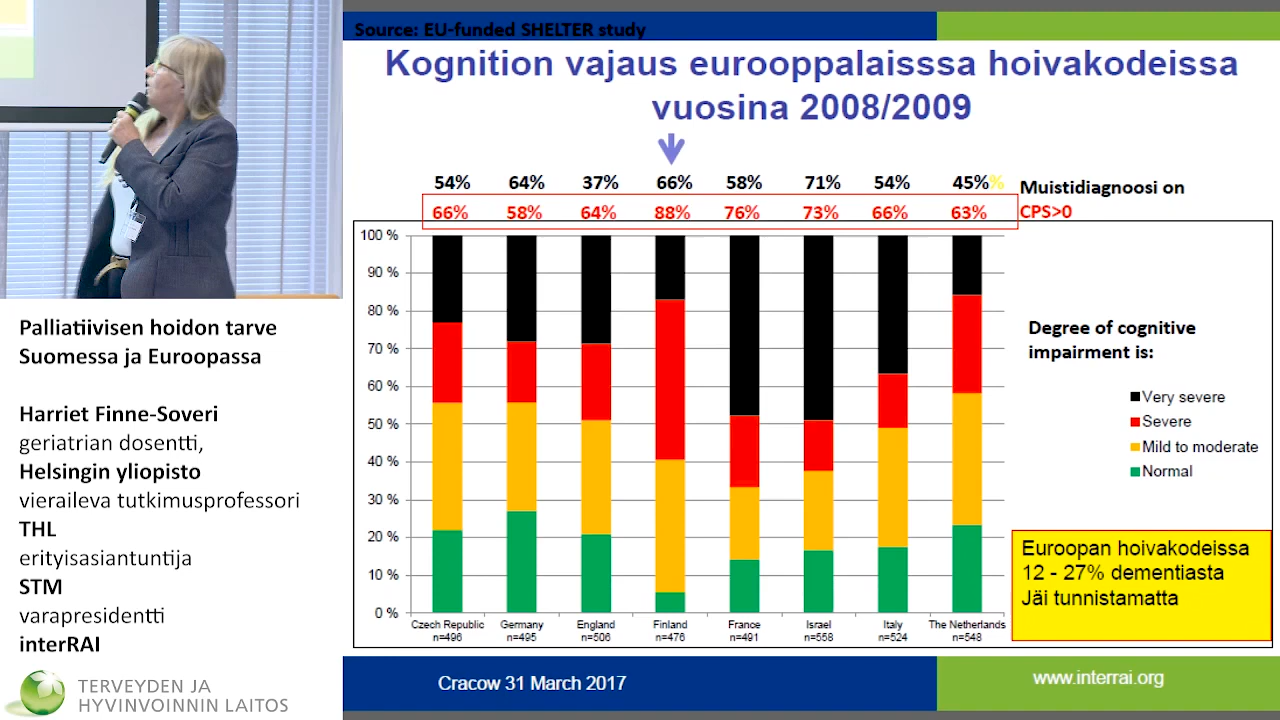 Source: EU-funded SHELTER study
Kognition vajaus eurooppalaisssa hoivakodeissa
vuosina 2008/2009
54% 64% 37% 66% 58% 71% 54% 45%%
Muistidiagnoosi on
66% 58% 64% 88% 76% 73% 66% 63%
CPS>0
100 %
90 %
80 %
70 %
60 %
50 %
40 %
30 %
20 %
10 %
0 %
Czech Republic Germany England Finland France Israel Italy The Netherlands
n=496 n=495 n=506 n=476 n=491 n=558 n=524 n=548
Degree of cognitive
impairment is:
Very severe
Severe
Mild to moderate
Normal
Euroopan hoivakodeissa
12 - 27% dementiasta
Jäi tunnistamatta
Cracow 31 March 2017
www.interrai.org
Palliatiivisen hoidon tarve
Suomessa ja Euroopassa
Harriet Finne-Soveri
geriatrian dosentti,
Helsingin yliopisto
vieraileva tutkimusprofessori
THL
erityisasiantuntija
STM
varapresidentti
interRAI
TERVEYDEN JA
HYVINVOINNIN LAITOS